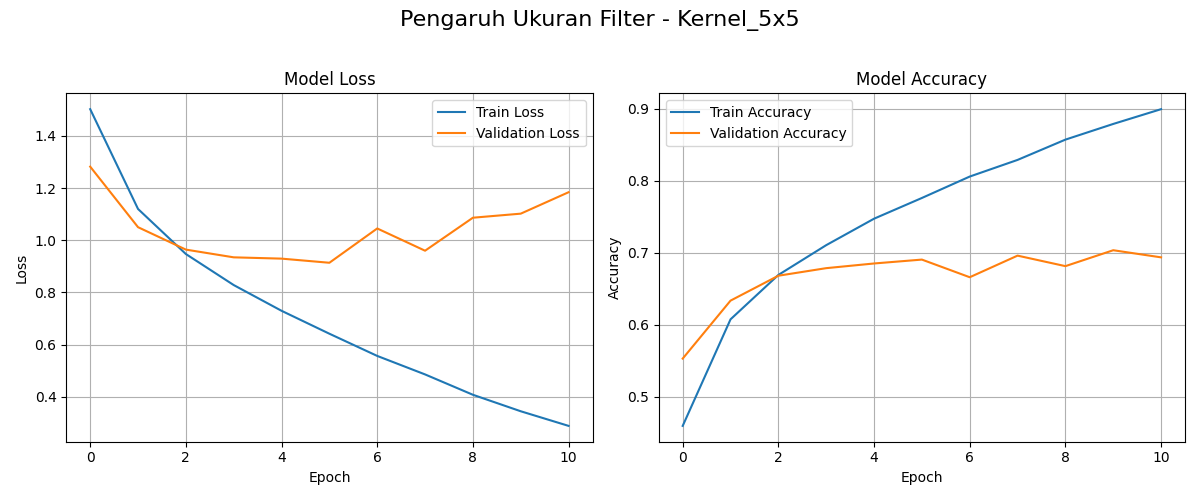 Pengaruh Ukuran Filter - Kernel_5x5
Model Loss
Train Loss
Validation Loss
1.4
1.2
1.0
0.8
0.6
0.4
Loss
0 2 4 6 8 10
Epoch
Model Accuracy
Train Accuracy
Validation Accuracy
0.9
0.8
0.7
0.6
0.5
Accuracy
0 2 4 6 8 10
Epoch